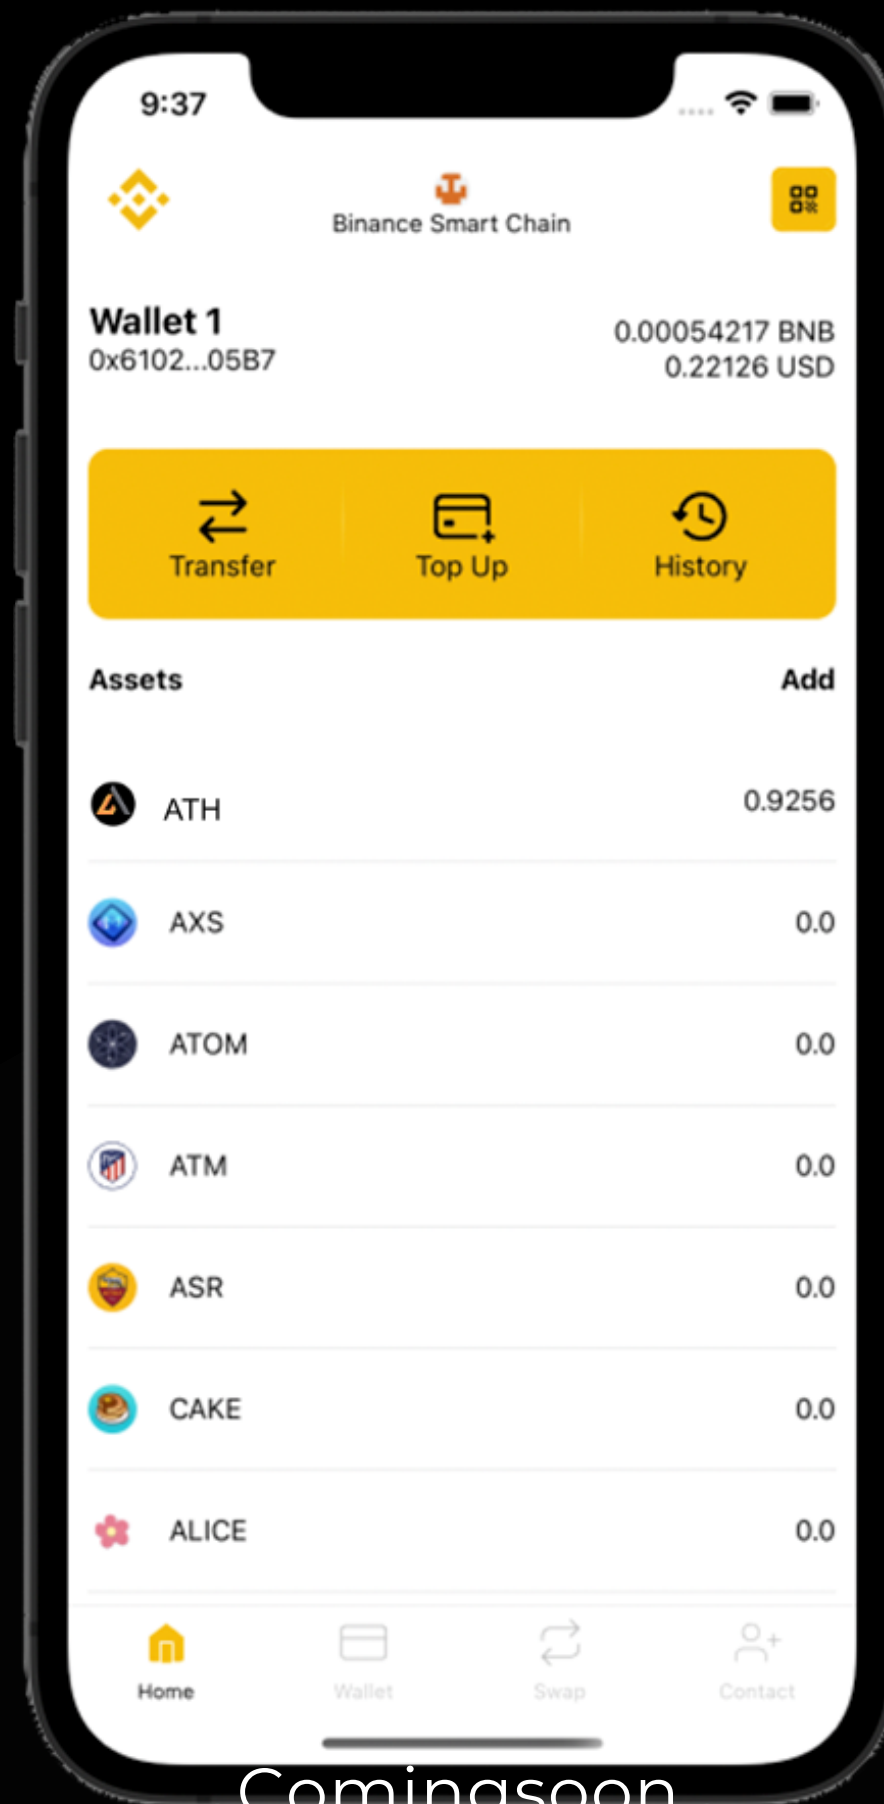 9:37
Binance Smart Chain
Wallet 1
0x6102...05B7
0.00054217 BNB
0.22126 USD
Transfer
Top Up
History
Assets
Add
ATH
0.9256
AXS
0.0
ATOM
0.0
ATM
0.0
ASR
0.0
CAKE
0.0
ALICE
0.0
Home
Wallet
Swap
Contact
Comingsoon